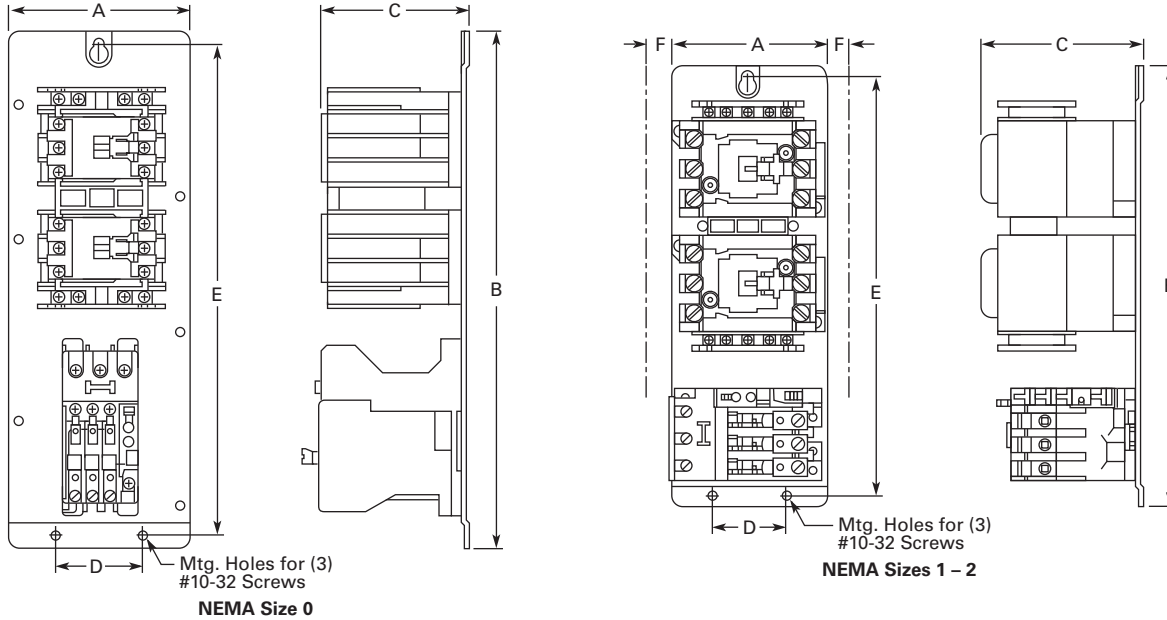 A
C
B
E
D
Mtg. Holes for (3)
#10-32 Screws
NEMA Size 0
F
A
F
C
E
D
Mtg. Holes for (3)
#10-32 Screws
NEMA Sizes 1 – 2